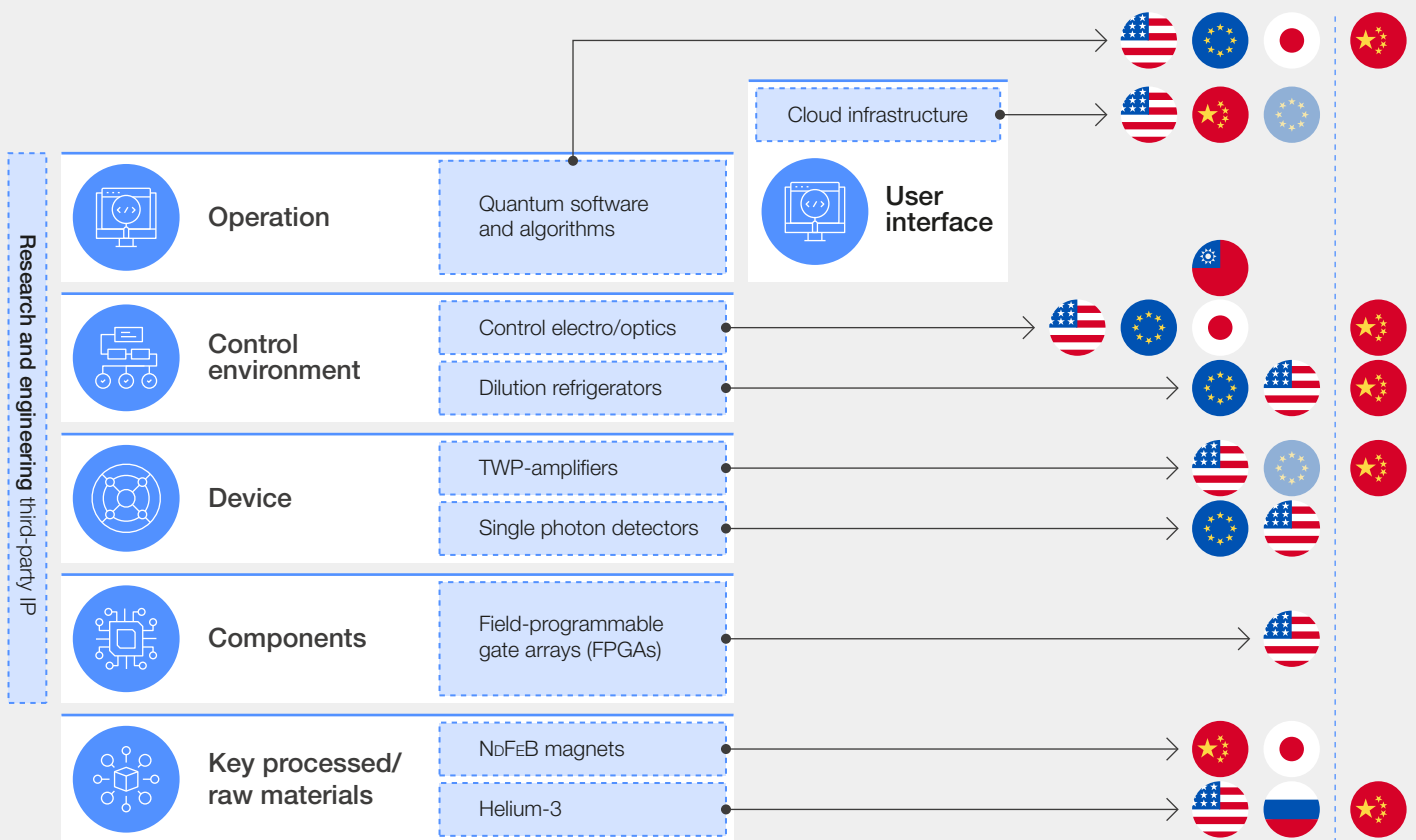 Cloud infrastructure
User
interface
Research and engineering third-party IP
Operation
Quantum software
and algorithms
Control
environment
Control electro/optics
Dilution refrigerators
Device
TWP-amplifiers
Single photon detectors
Components
Field-programmable
gate arrays (FPGAs)
Key processed/
raw materials
NDFEB magnets
Helium-3